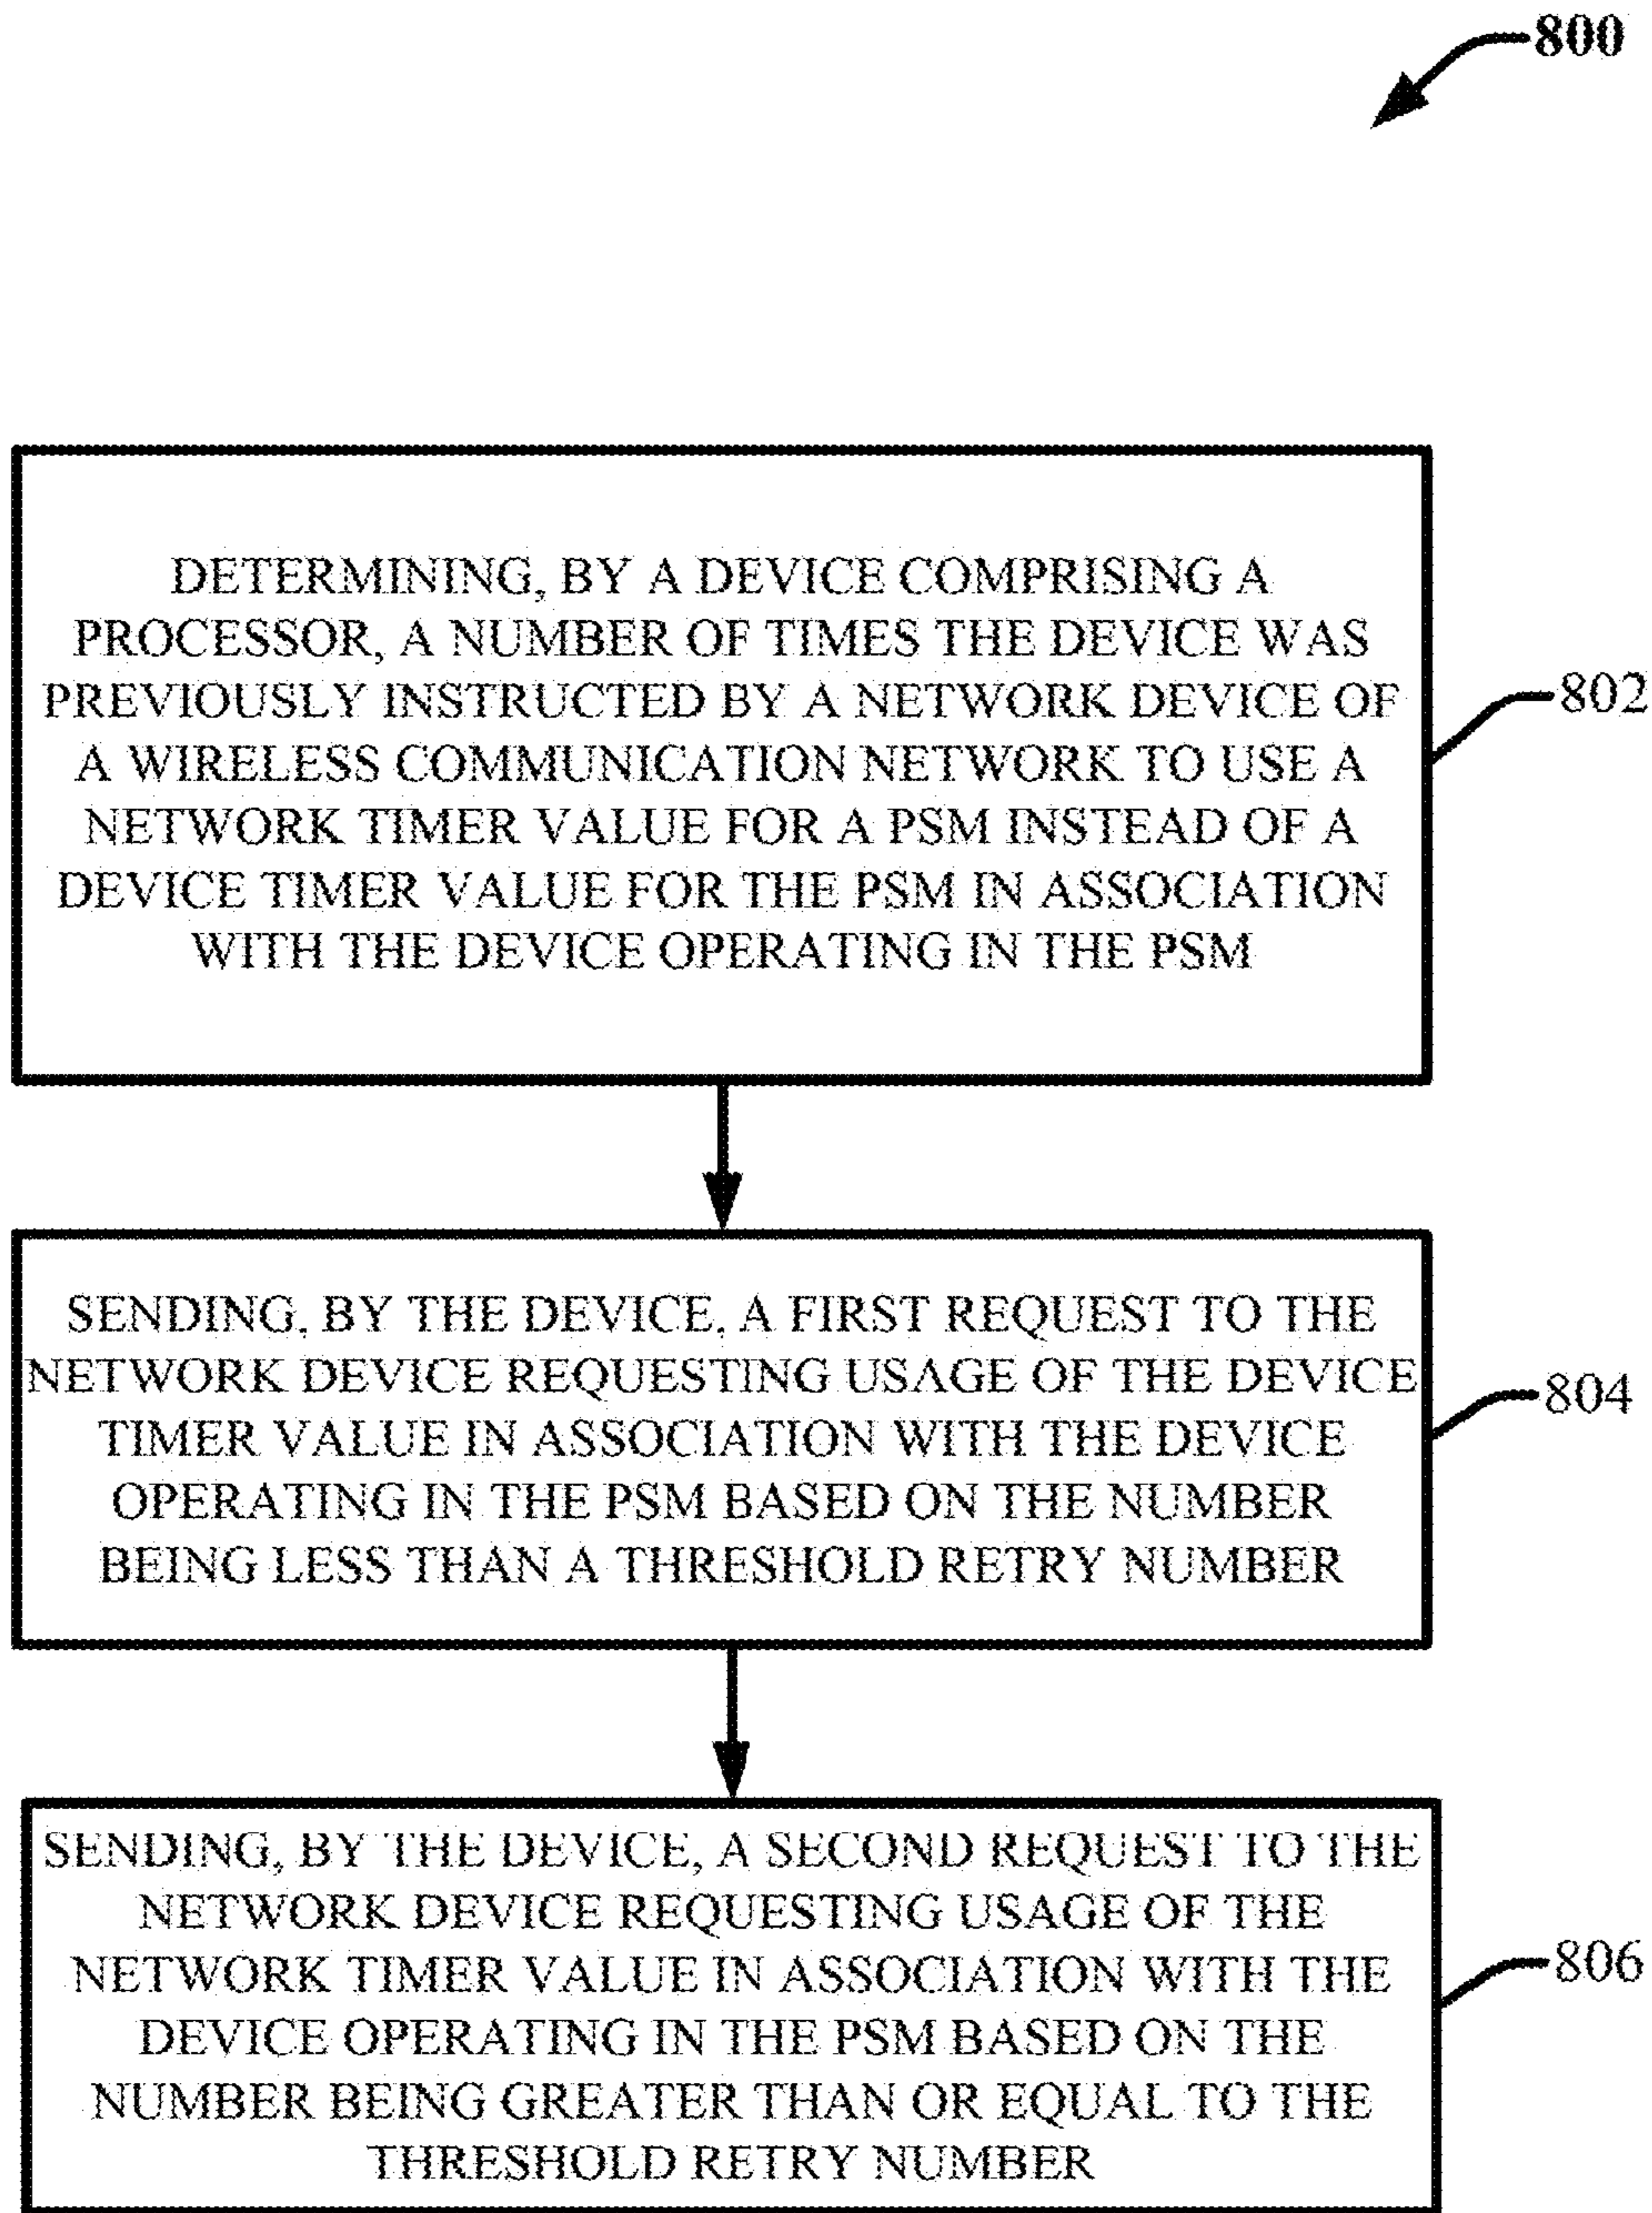 800
DETERMINING, BY A DEVICE COMPRISING A
PROCESSOR, A NUMBER OF TIMES THE DEVICE WAS
PREVIOUSLY INSTRUCTED BY A NETWORK DEVICE OF
A WIRELESS COMMUNICATION NETWORK TO USE A
NETWORK TIMER VALUE FOR A PSM INSTEAD OF A
DEVICE TIMER VALUE FOR THE PSM IN ASSOCIATION
WITH THE DEVICE OPERATING IN THE PSM
802
SENDING, BY THE DEVICE, A FIRST REQUEST TO THE
NETWORK DEVICE REQUESTING USAGE OF THE DEVICE
TIMER VALUE IN ASSOCIATION WITH THE DEVICE
OPERATING IN THE PSM BASED ON THE NUMBER
BEING LESS THAN A THRESHOLD RETRY NUMBER
804
SENDING, BY THE DEVICE, A SECOND REQUEST TO THE
NETWORK DEVICE REQUESTING USAGE OF THE
NETWORK TIMER VALUE IN ASSOCIATION WITH THE
DEVICE OPERATING IN THE PSM BASED ON THE
NUMBER BEING GREATER THAN OR EQUAL TO THE
THRESHOLD RETRY NUMBER
806